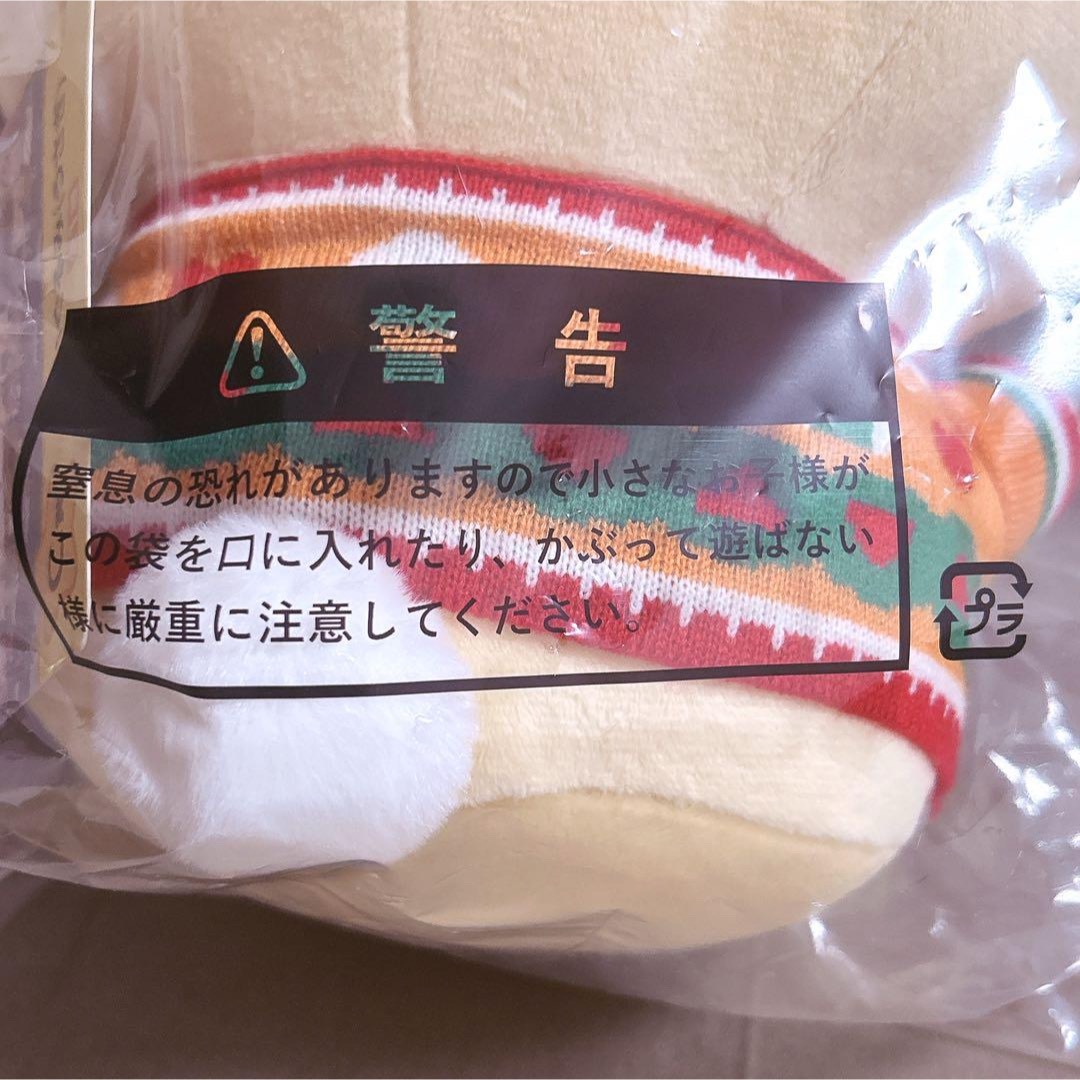 警告
窒息の恐れがありますので小さなお子様が
この袋を口に入れたり、かぶって遊ばない
様に厳重に注意してください。
プラ